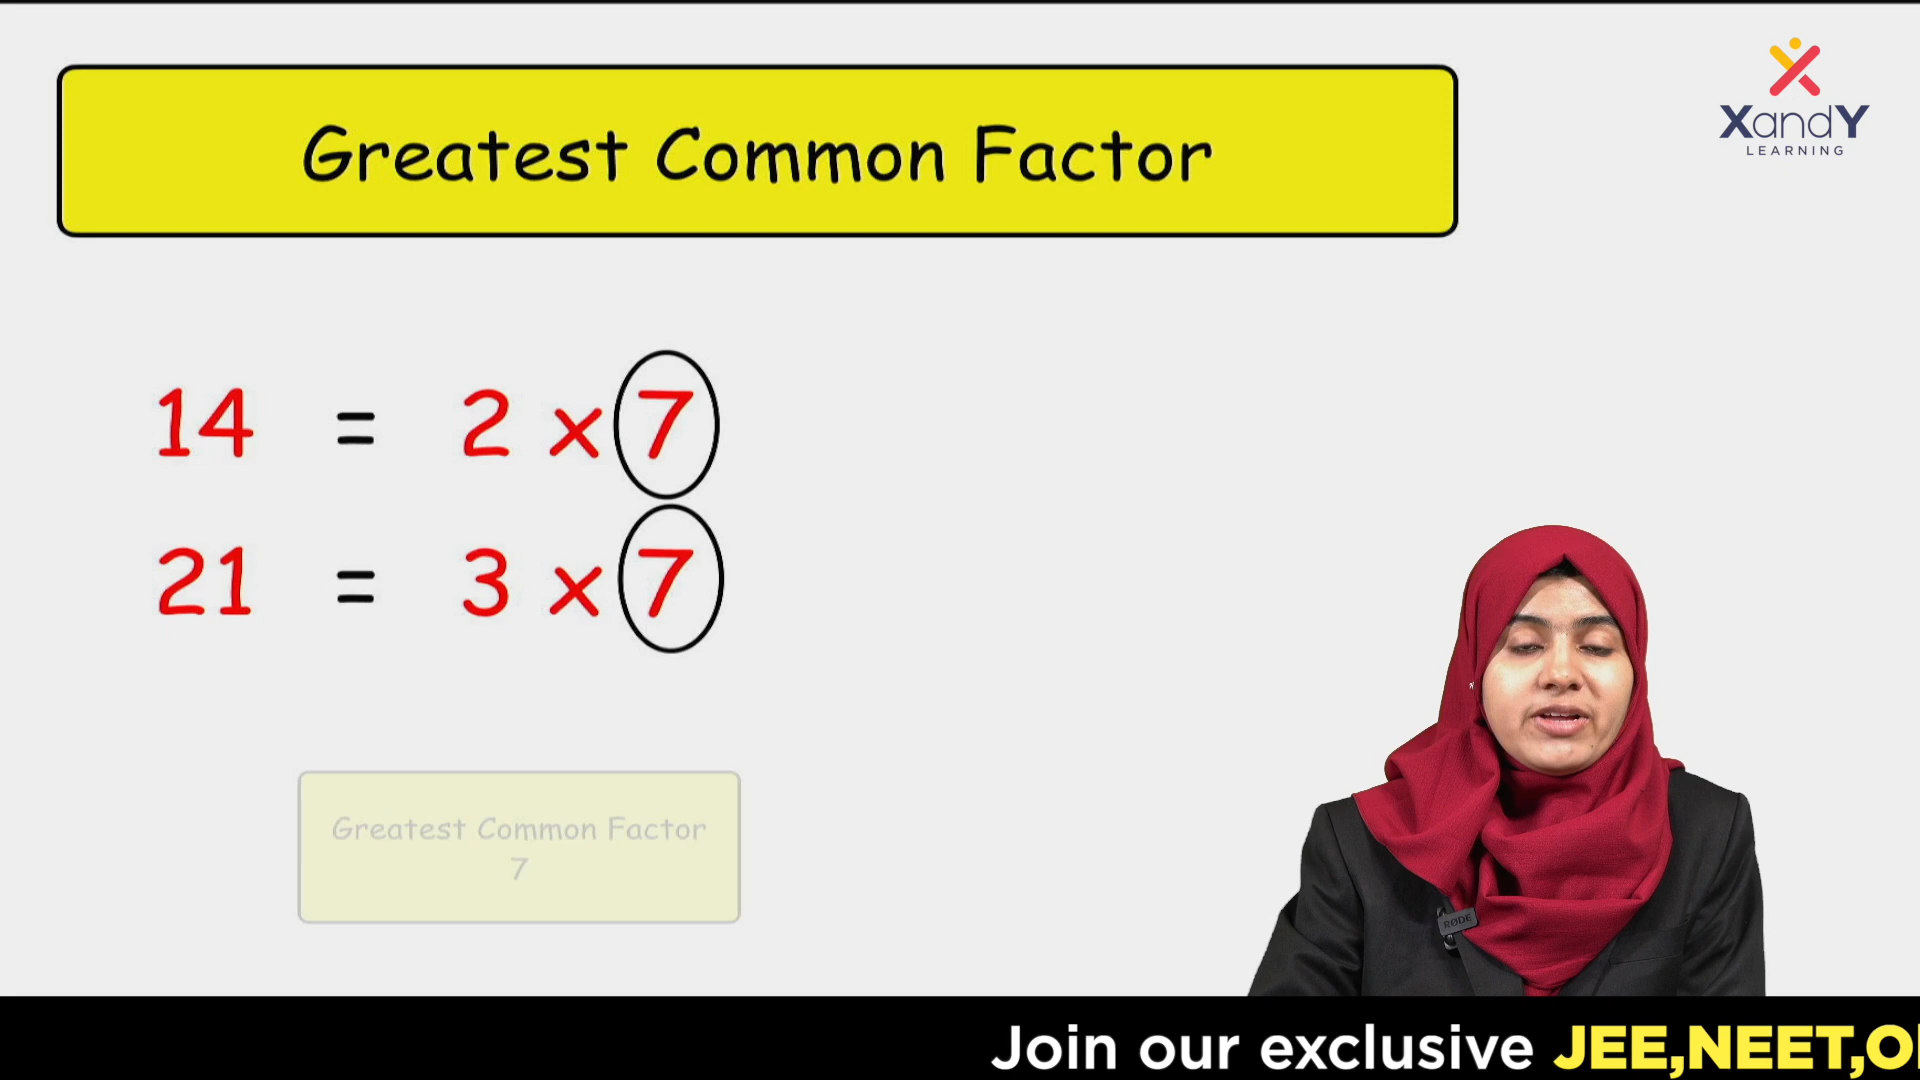 Greatest Common Factor
XandY
LEARNING
14 = 2 × 7
21 = 3 × 7
Greatest Common Factor
7
RØDE
Join our exclusive JEE,NEET,